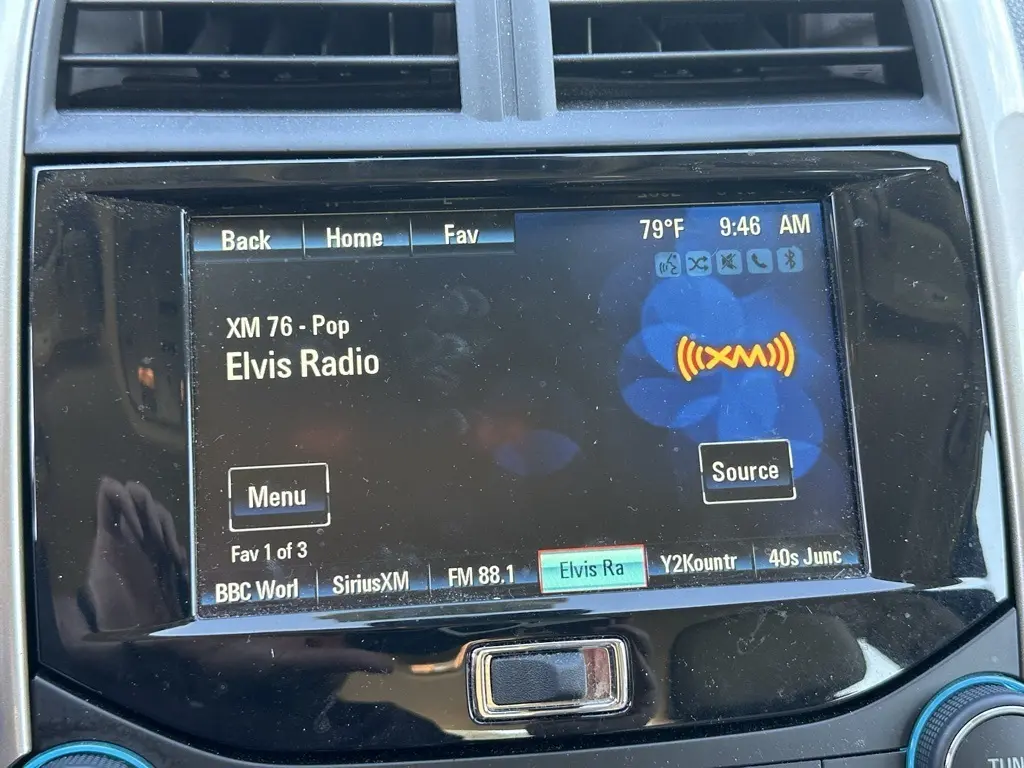 Back Home Fav 79°F 9:46 AM
XM 76 - Pop
Elvis Radio
XM
Menu
Source
Fav 1 of 3
BBC Worl SiriusXM FM 88.1 Elvis Ra Y2Kountr 40s Junc
TUN